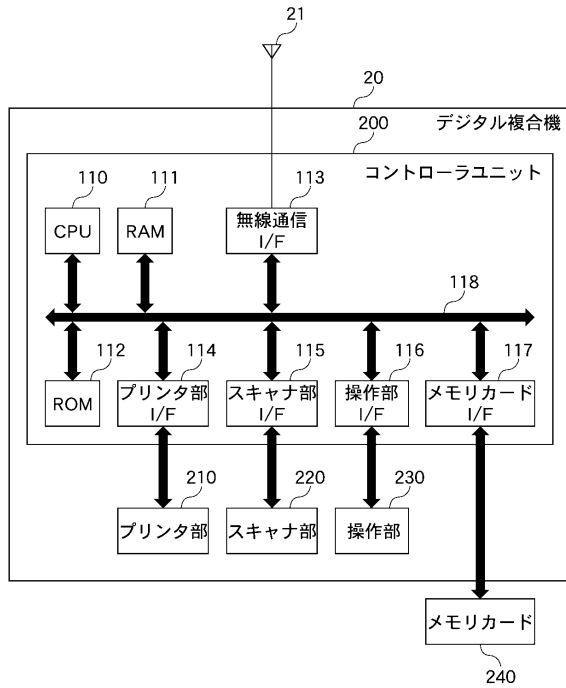 21
20
デジタル複合機
200
コントローラユニット
110
111
113
CPU
RAM
無線通信
I/F
118
112
114
115
116
117
ROM
プリンタ部
I/F
スキャナ部
I/F
操作部
I/F
メモリカード
I/F
210
220
230
プリンタ部
スキャナ部
操作部
メモリカード
240